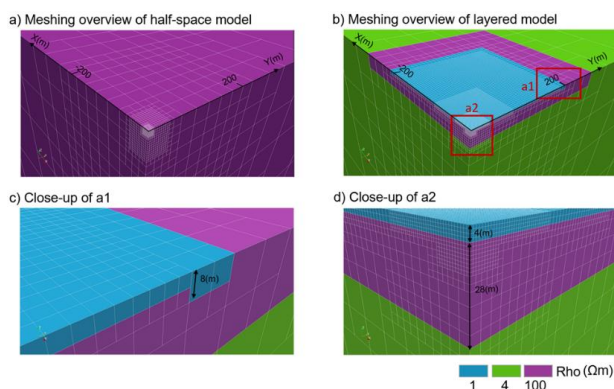 a) Meshing overview of half-space model
X(m)
-200
200
Y(m)
b) Meshing overview of layered model
X(m)
-200
200
Y(m)
a1
a2
c) Close-up of a1
8(m)
d) Close-up of a2
4(m)
28(m)
Rho (Ωm)
1 4 100